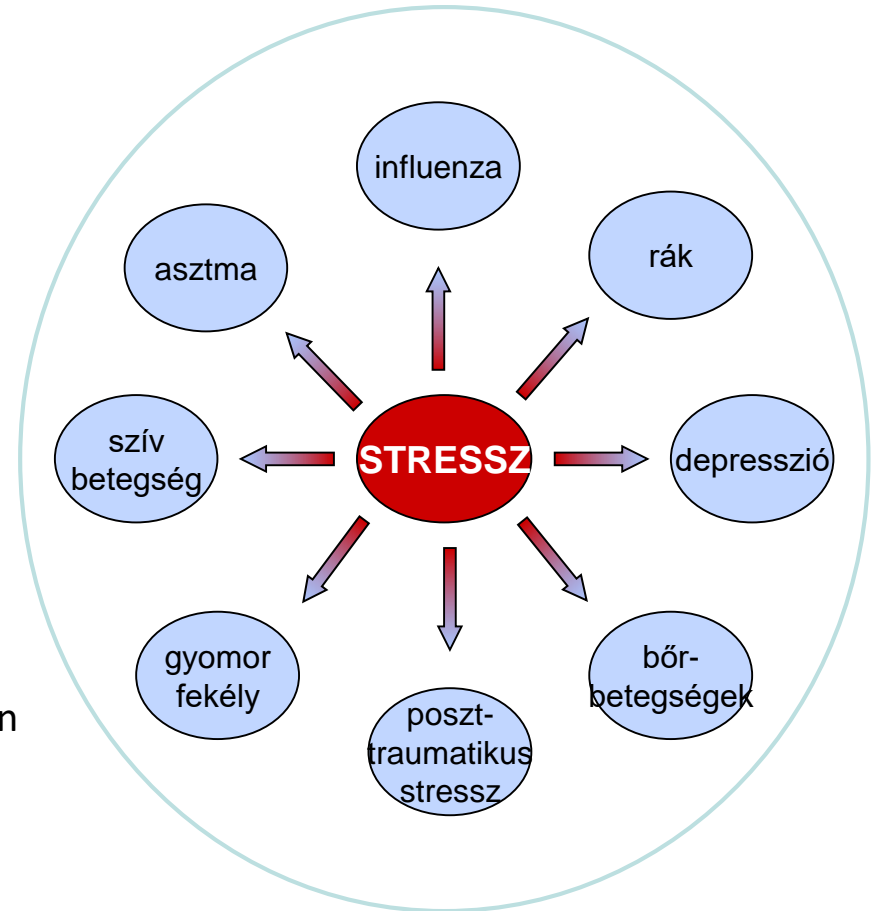 influenza
rák
asztma
szív
betegség
STRESSZ
depresszió
gyomor
fekély
bőr-
betegségek
poszt-
traumatikus
stressz
n